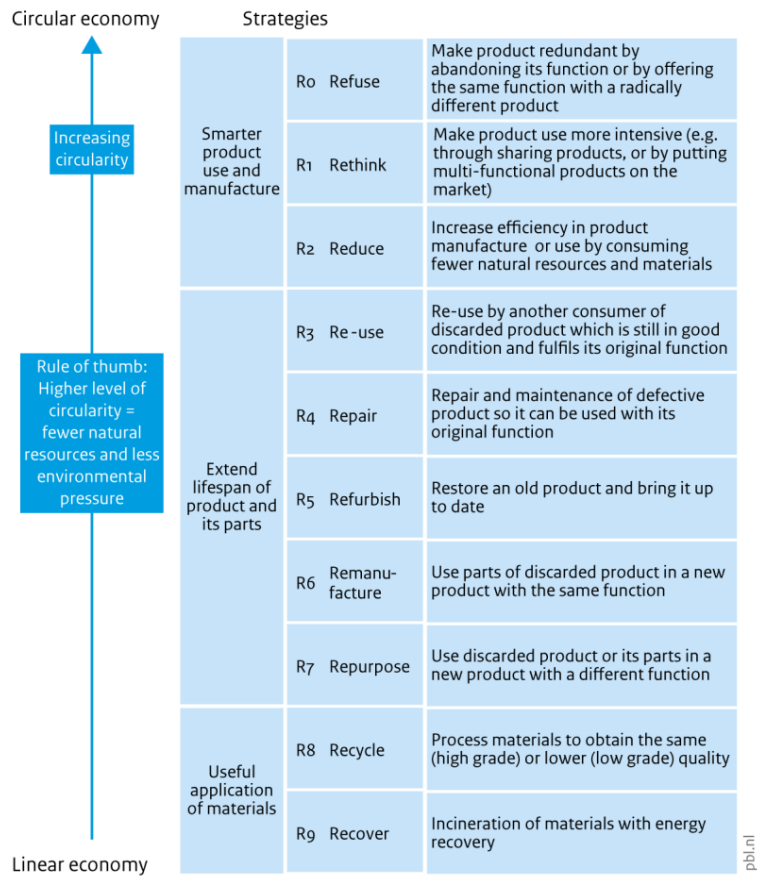 Circular economy
Strategies
Increasing
circularity
Rule of thumb:
Higher level of
circularity =
fewer natural
resources and less
environmental
pressure
Linear economy
Smarter
product
use and
manufacture
R0 Refuse
Make product redundant by
abandoning its function or by offering
the same function with a radically
different product
R1 Rethink
Make product use more intensive (e.g.
through sharing products, or by putting
multi-functional products on the
market)
R2 Reduce
Increase efficiency in product
manufacture or use by consuming
fewer natural resources and materials
Extend
lifespan of
product and
its parts
R3 Re-use
Re-use by another consumer of
discarded product which is still in good
condition and fulfils its original function
R4 Repair
Repair and maintenance of defective
product so it can be used with its
original function
R5 Refurbish
Restore an old product and bring it up
to date
R6 Remanu-
facture
Use parts of discarded product in a new
product with the same function
R7 Repurpose
Use discarded product or its parts in a
new product with a different function
Useful
application
of materials
R8 Recycle
Process materials to obtain the same
(high grade) or lower (low grade) quality
R9 Recover
Incineration of materials with energy
recovery
pbl.nl